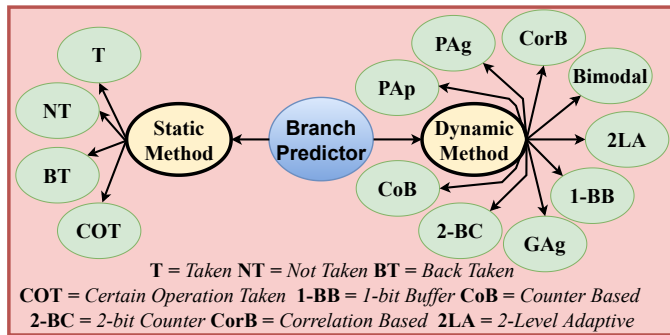 PAg
CorB
T
Bimodal
PAp
NT
Static
Method
Branch
Predictor
Dynamic
Method
2LA
BT
CoB
1-BB
COT
2-BC
GAg
T = Taken NT = Not Taken BT = Back Taken
COT = Certain Operation Taken 1-BB = 1-bit Buffer CoB = Counter Based
2-BC = 2-bit Counter CorB = Correlation Based 2LA = 2-Level Adaptive